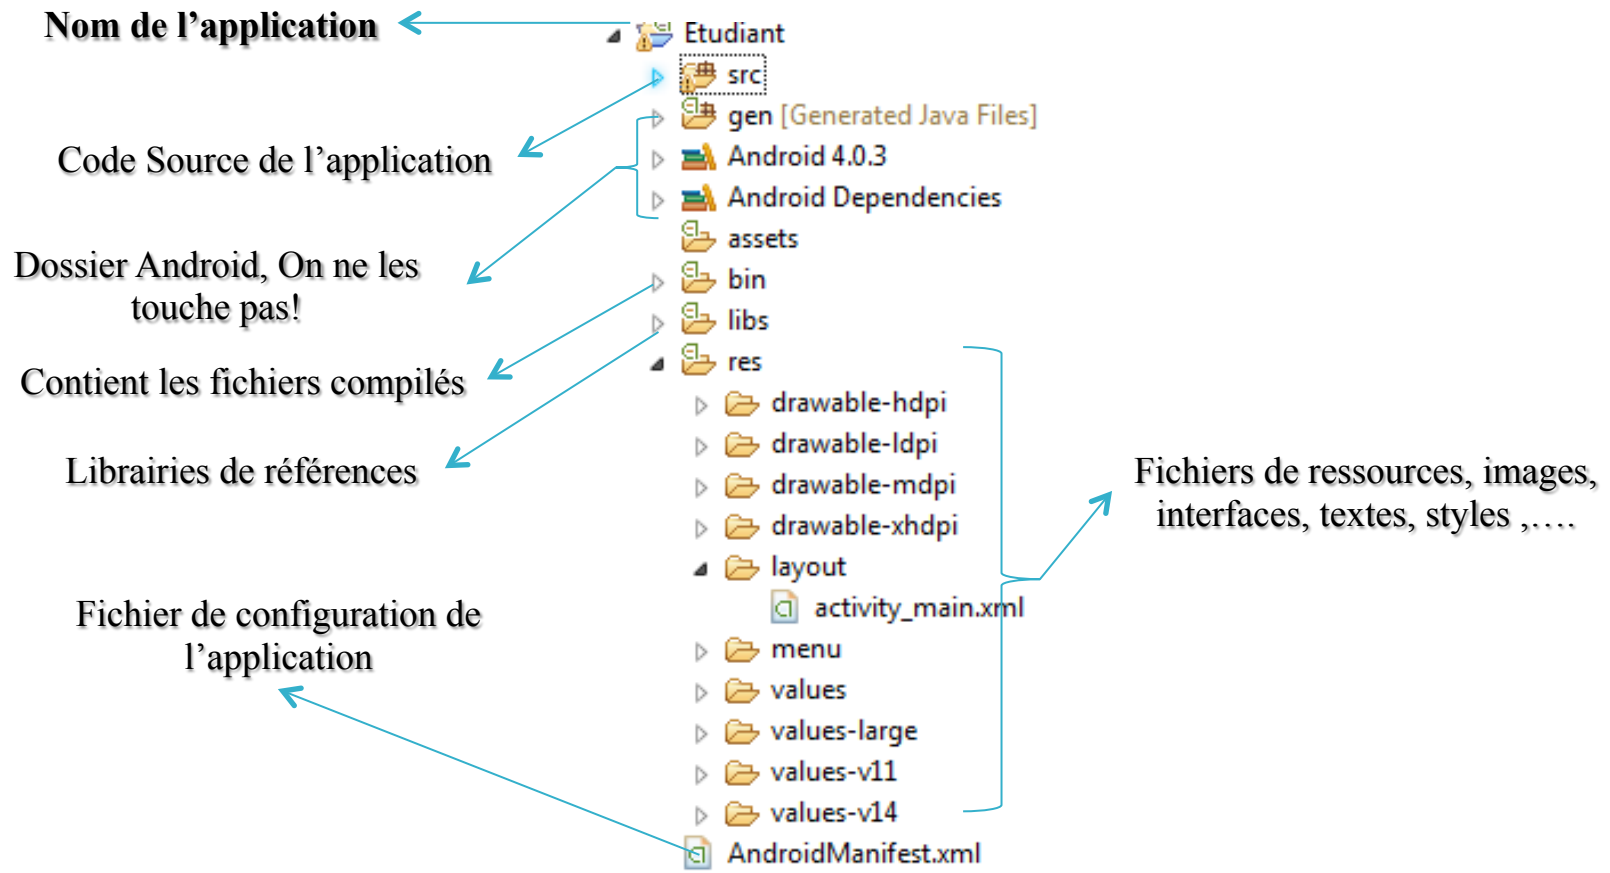 Nom de l’application
Etudiant
src
gen [Generated Java Files]
Code Source de l’application
Android 4.0.3
Android Dependencies
assets
Dossier Android, On ne les
touche pas!
bin
libs
res
Contient les fichiers compilés
drawable-hdpi
drawable-ldpi
Librairies de références
drawable-mdpi
drawable-xhdpi
Fichiers de ressources, images,
interfaces, textes, styles ,….
layout
activity_main.xml
Fichier de configuration de
l’application
menu
values
values-large
values-v11
values-v14
AndroidManifest.xml